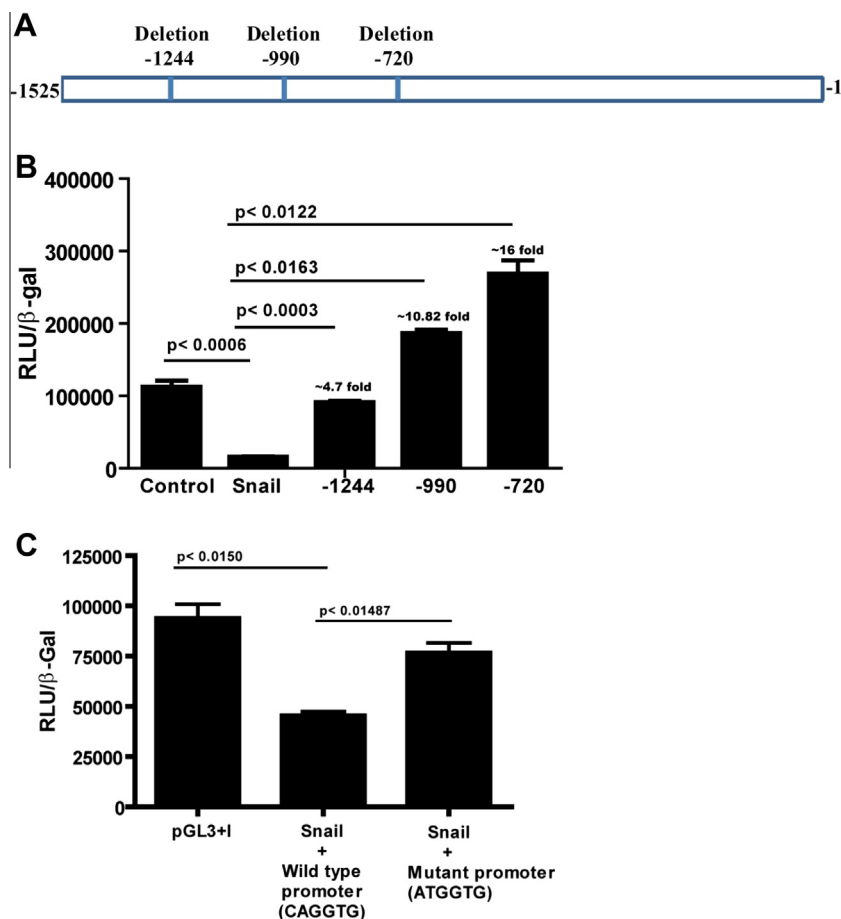 A
Deletion Deletion Deletion
-1244 -990 -720
-1525 -1
B
RLU/β-gal
400000
300000
200000
100000
0
p< 0.0122
p< 0.0163
p< 0.0003
p< 0.0006
~4.7 fold
~10.82 fold
~16 fold
Control Snail -1244 -990 -720
C
RLU/β-Gal
125000
100000
75000
50000
25000
0
p< 0.0150
p< 0.01487
pGL3+I
Snail
+
Wild type
promoter
(CAGGTG)
Snail
+
Mutant promoter
(ATGGTG)